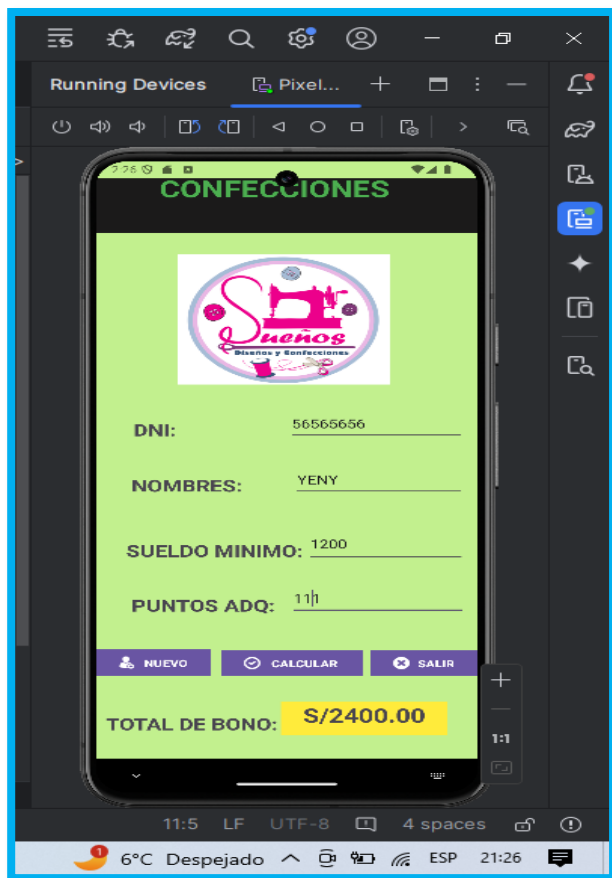 Running Devices
Pixel...
2:26
CONFECCIONES
Sueños
Diseños y Confecciones
DNI: 56565656
NOMBRES: YENY
SUELDO MINIMO: 1200
PUNTOS ADQ: 111
NUEVO CALCULAR SALIR
TOTAL DE BONO: S/2400.00
1:1
11:5 LF UTF-8 4 spaces
1
6°C Despejado ESP 21:26